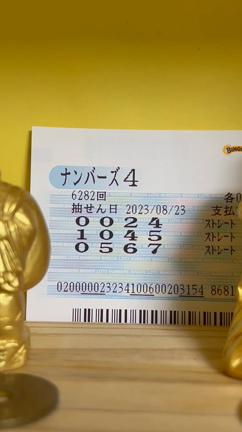 ナンバーズ4
6282回
抽せん日 2023/08/23 支払
0024 ストレート
1045 ストレート
0567 ストレート
02000002323410060020315​4 8681